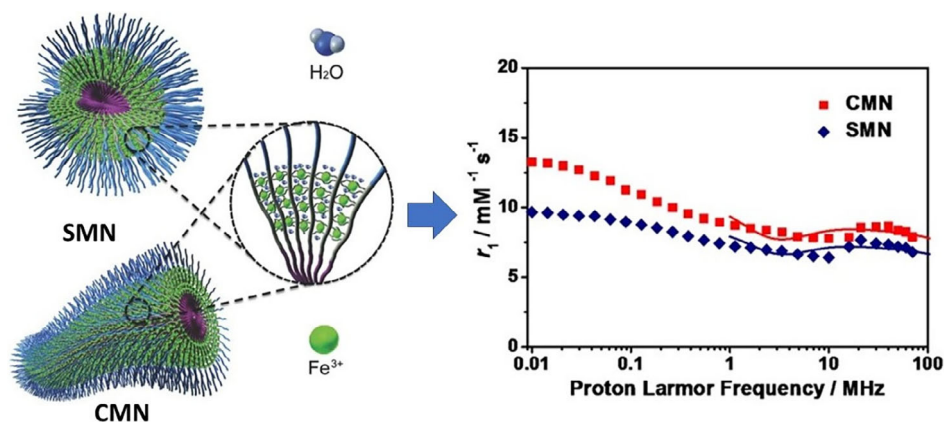 H₂O
SMN
Fe³⁺
CMN
20
15
10
5
0
r₁ / mM⁻¹ s⁻¹
CMN
SMN
0.01
0.1
1
10
100
Proton Larmor Frequency / MHz